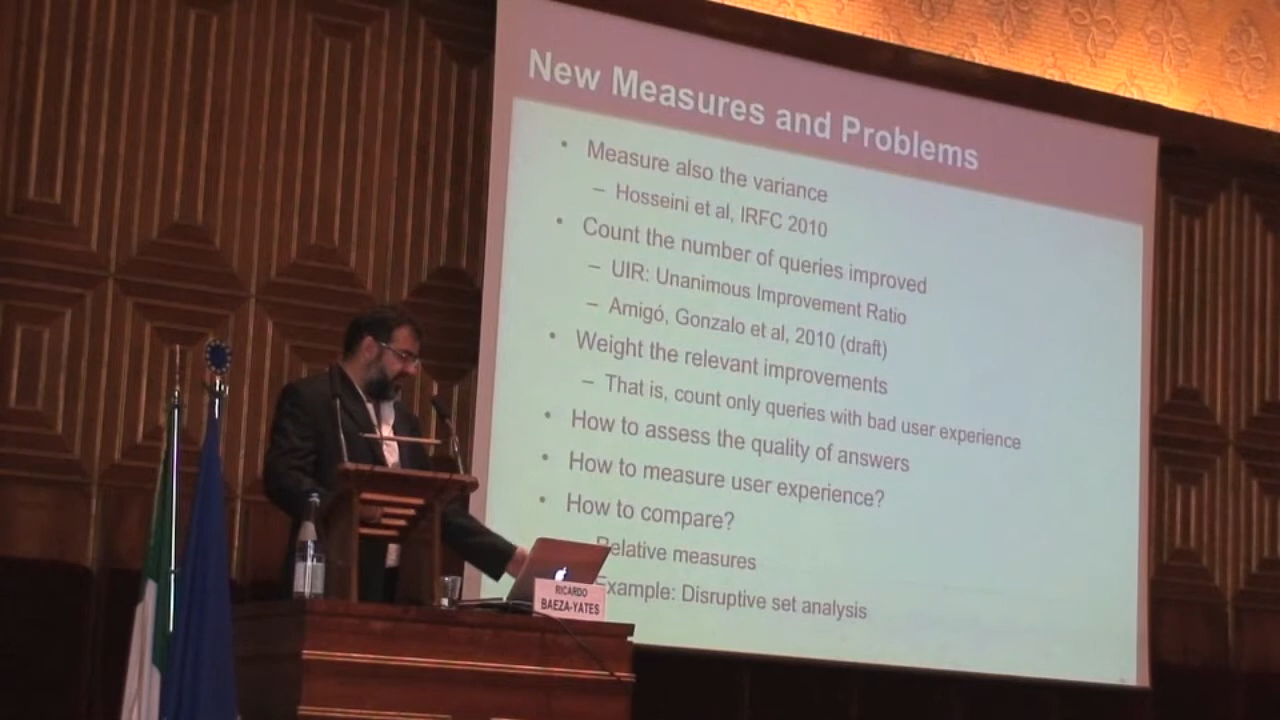 New Measures and Problems
• Measure also the variance
– Hosseini et al, IRFC 2010
• Count the number of queries improved
– UIR: Unanimous Improvement Ratio
– Amigó, Gonzalo et al, 2010 (draft)
• Weight the relevant improvements
– That is, count only queries with bad user experience
• How to assess the quality of answers
• How to measure user experience?
• How to compare?
Relative measures
Example: Disruptive set analysis
RICARDO
BAEZA-YATES